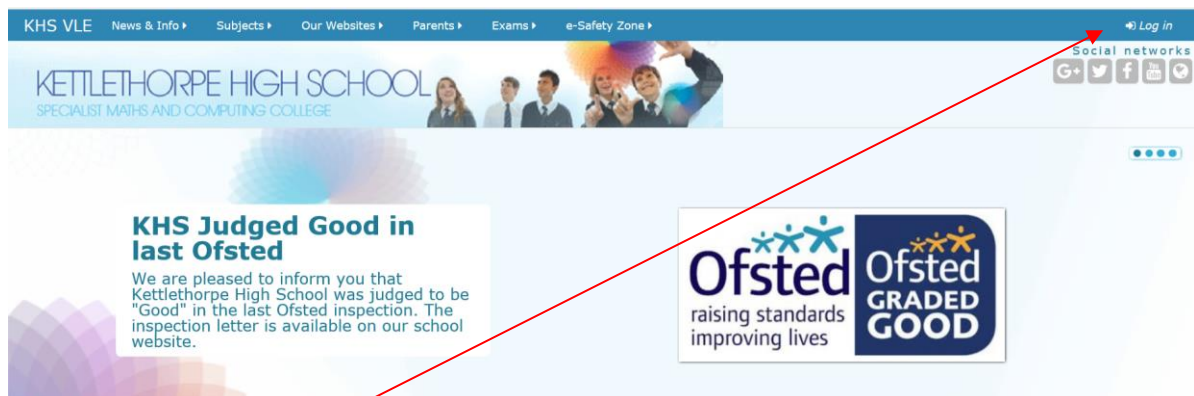 KHS VLE News & Info Subjects Our Websites Parents Exams e-Safety Zone Log in
Social networks
KETTLETHORPE HIGH SCHOOL
SPECIALIST MATHS AND COMPUTING COLLEGE
G+ f You Tube
KHS Judged Good in
last Ofsted
We are pleased to inform you that
Kettlethorpe High School was judged to be
"Good" in the last Ofsted inspection. The
inspection letter is available on our school
website.
Ofsted
raising standards
improving lives
Ofsted
GRADED
GOOD